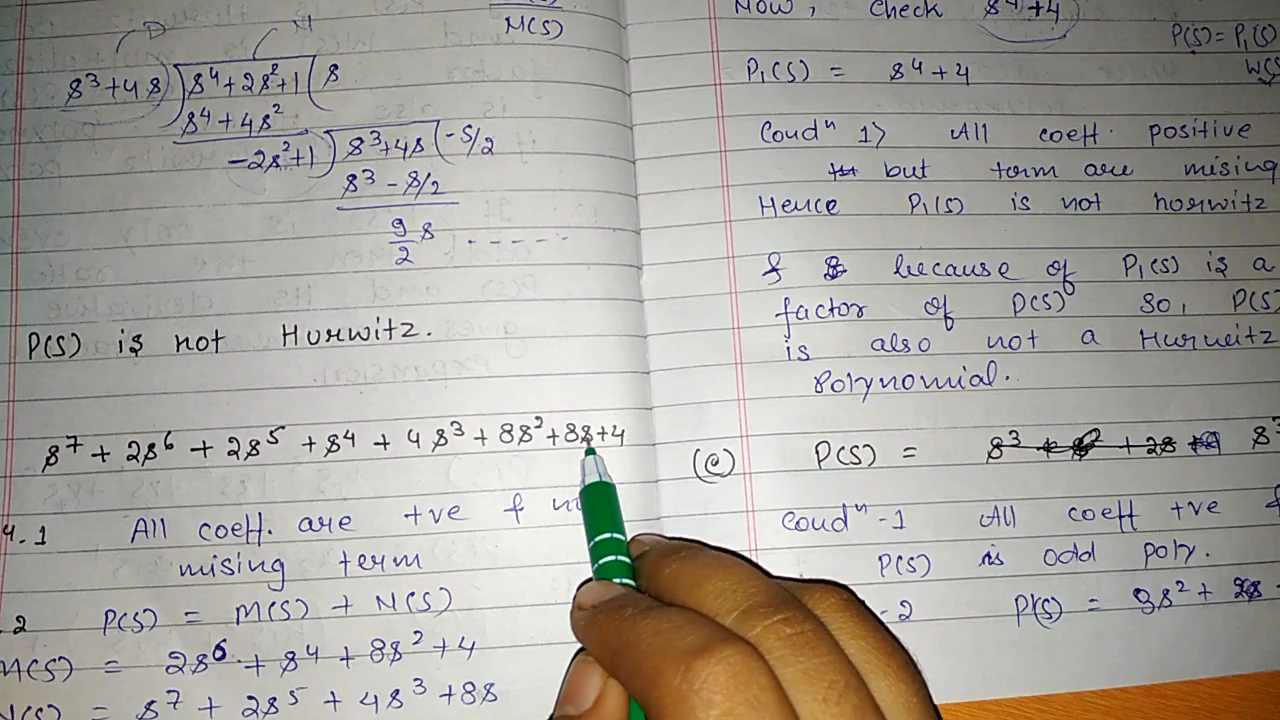 M(S)
D N
s³+4s ) s⁴+2s²+1 ( s
s⁴+4s²
-2s²+1 ) s³+4s ( -s/2
s³ - s/2
9/2 s -----
P(S) is not Hurwitz.
s⁷ + 2s⁶ + 2s⁵ + s⁴ + 4s³ + 8s² + 8s + 4
4.1 All coeff. are +ve &
mising term
.2 P(S) = M(S) + N(S)
M(S) = 2s⁶ + s⁴ + 8s² + 4
N(S) = s⁷ + 2s⁵ + 4s³ + 8s
Now, Check s⁴+4
P(S) = P₁(S)
P₁(S) = s⁴+4
Condⁿ 1> All coeff. positive
but term are mising
Hence P₁(S) is not horwitz
& because of P₁(S) is a
factor of P(S) So, P(S)
is also not a Hurweitz
Polynomial.
(e) P(S) = s³
Condⁿ-1 All coeff +ve &
P(S) is odd poly.
-2 P'(S) = 3s² +